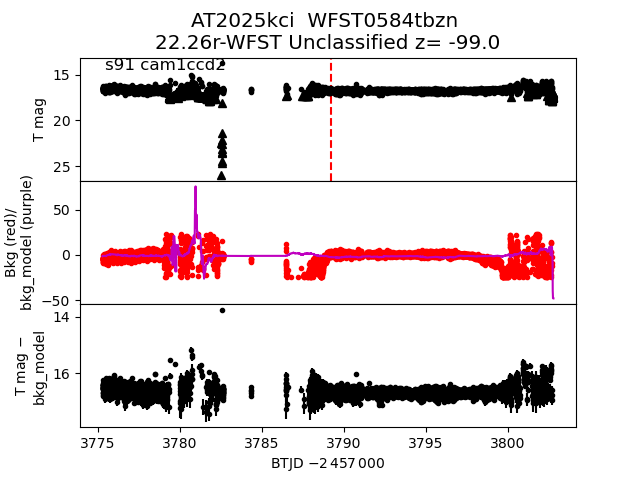 AT2025kci  WFST0584tbzn
22.26r-WFST Unclassified z= -99.0
s91 cam1ccd2
15
20
25
T mag
50
0
−50
Bkg (red)/
bkg_model (purple)
14
16
T mag −
bkg_model
3775
3780
3785
3790
3795
3800
BTJD −2 457 000